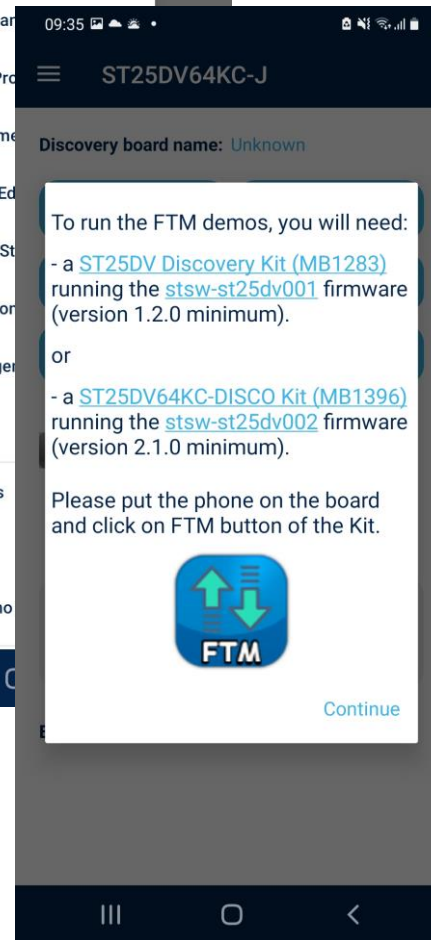 09:35
ST25DV64KC-J
Discovery board name: Unknown
To run the FTM demos, you will need:
- a ST25DV Discovery Kit (MB1283)
running the stsw-st25dv001 firmware
(version 1.2.0 minimum).
or
- a ST25DV64KC-DISCO Kit (MB1396)
running the stsw-st25dv002 firmware
(version 2.1.0 minimum).
Please put the phone on the board
and click on FTM button of the Kit.
FTM
Continue